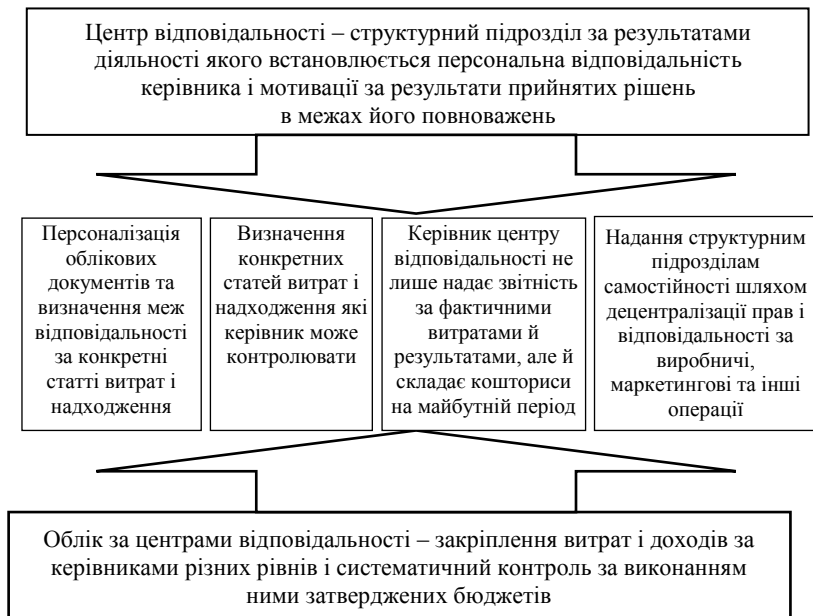 Центр відповідальності – структурний підрозділ за результатами
діяльності якого встановлюється персональна відповідальність
керівника і мотивації за результати прийнятих рішень
в межах його повноважень
Персоналізація
облікових
документів та
визначення меж
відповідальності
за конкретні
статті витрат і
надходження
Визначення
конкретних
статей витрат і
надходження які
керівник може
контролювати
Керівник центру
відповідальності не
лише надає звітність
за фактичними
витратами й
результатами, але й
складає кошториси
на майбутній період
Надання структурним
підрозділам
самостійності шляхом
децентралізації прав і
відповідальності за
виробничі,
маркетингові та інші
операції
Облік за центрами відповідальності – закріплення витрат і доходів за
керівниками різних рівнів і систематичний контроль за виконанням
ними затверджених бюджетів